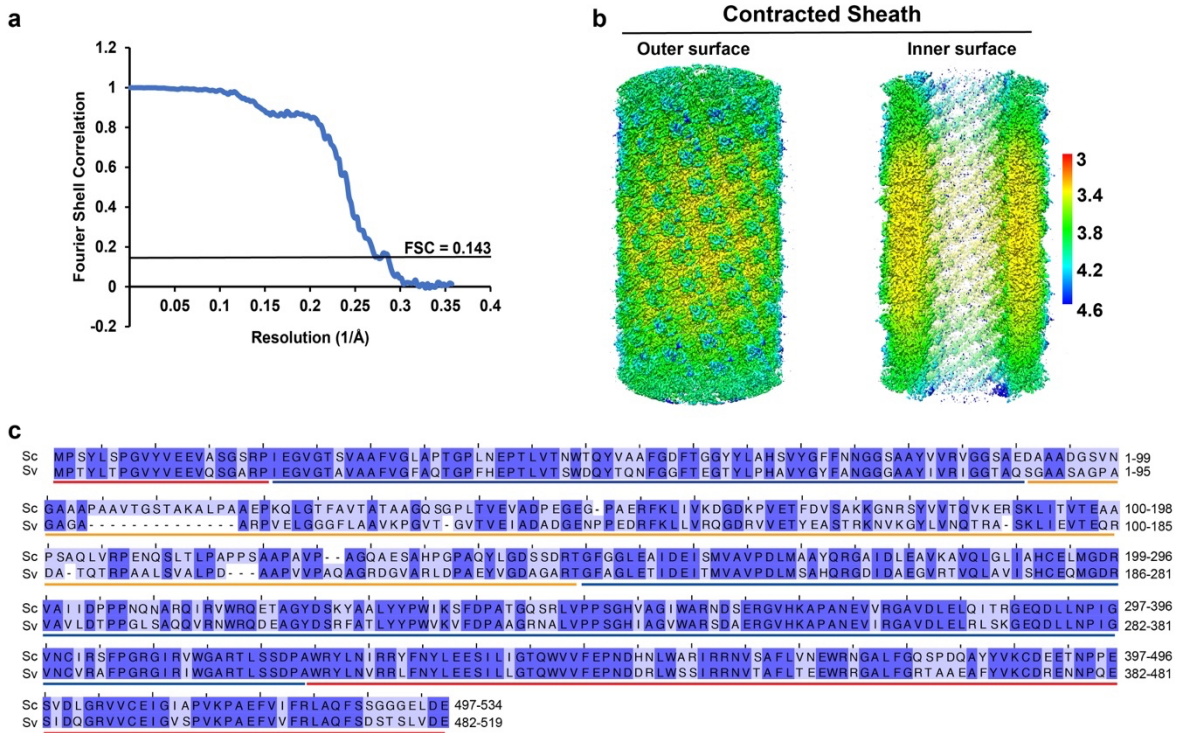 a
1.2
1
0.8
0.6
0.4
0.2
0
-0.2
Fourier Shell Correlation
FSC = 0.143
0.05
0.1
0.15
0.2
0.25
0.3
0.35
0.4
Resolution (1/Å)
b
Contracted Sheath
Outer surface
Inner surface
3
3.4
3.8
4.2
4.6
c
Sc MPSYLSPGVYVEEVASGSRPIEGVGTSVAAFVGLAPTGPLNEPTLVTNWTQYVAAFGDFTGGYYLAHSVYGFFNNGGSAAYVVRVGGSAEDAAADGSVN 1-99
Sv MPTYLTPGVYVEEVQSGARPIEGVGTAVAAFVGFAQTGPFHEPTLVTSWDQYTQNFGGFTEGTYLPHAVYGYFANGGGAAYIVRIGGTAQSGAASAGPA 1-95
Sc GAAAPAAVTGSTAKALPAAEPKQLGTFAVTATAAGQSGPLTVEVADPEGEG-PAERFKLIVKDGDKPVETFDVSAKKGNRSYVVTQVKERSKLITVTEAA 100-198
Sv GAGA--------------ARPVELGGGFLAAVKPGVT-GVTVEIADADGENPPEDRFKLLVRQGDRVVETYEASTRKNVKGYLVNQTRA-SKLIEVTEQR 100-185
Sc PSAQLVRPENQSLTLPAPPSAAPAVP--AGQAESAHPGPAQYLGDSSDRTGFGGLEAIDEISMVAVPDLMAAYQRGAIDLEAVKAVQLGLIAHCELMGDR 199-296
Sv DA-TQTRPAALSVALPD---AAPVVPAQAGRDGVARLDPAEYVGDAGARTGFAGLETIDEITMVAVPDLMSAHQRGDIDAEGVRTVQLAVISHCEQMGDR 186-281
Sc VAIIDPPPNQNARQIRVWRQETAGYDSKYAALYYPWIKSFDPATGQSRLVPPSGHVAGIWARNDSERGVHKAPANEVVRGAVDLELQITRGEQDLLNPIG 297-396
Sv VAVLDTPPGLSAQQVRNWRQDEAGYDSRFATLYYPWVKVFDPAAGRNALVPPSGHIAGVWARSDAERGVHKAPANEVIRGAVDLELRLSKGEQDLLNPIG 282-381
Sc VNCIRSFPGRGIRVWGARTLSSDPAWRYLNIRRYFNYLEESILIGTQWVVFEPNDHNLWARIRRNVSAFLVNEWRNGALFGQSPDQAYYVKCDEETNPPE 397-496
Sv VNCVRAFPGRGIRIWGARTLSSDPAWRYLNVRRLFNYLEESILLGTQWVVFEPNDDRLWSSIRRNVTAFLTEEWRRGALFGRTAAEAFYVKCDRENNPQE 382-481
Sc SVDLGRVVCEIGIAPVKPAEFVIFRLAQFSSGGGELDE 497-534
Sv SIDQGRVVCEIGVSPVKPAEFVVFRLAQFSDSTSLVDE 482-519